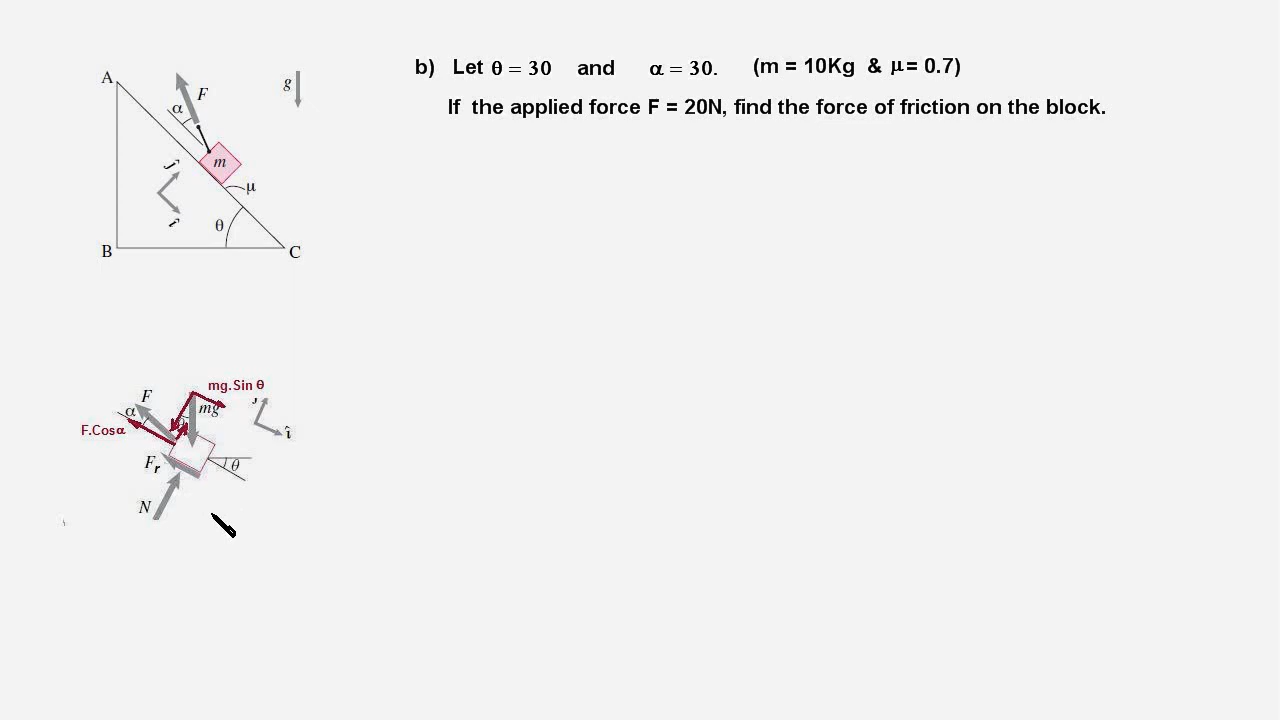 b) Let θ = 30 and α = 30. (m = 10Kg & μ = 0.7)
If the applied force F = 20N, find the force of friction on the block.
A
g
F
α
m
ĵ
μ
î
θ
B
C
mg.Sin θ
F
mg
α
θ
F.Cosα
î
Fr
θ
N